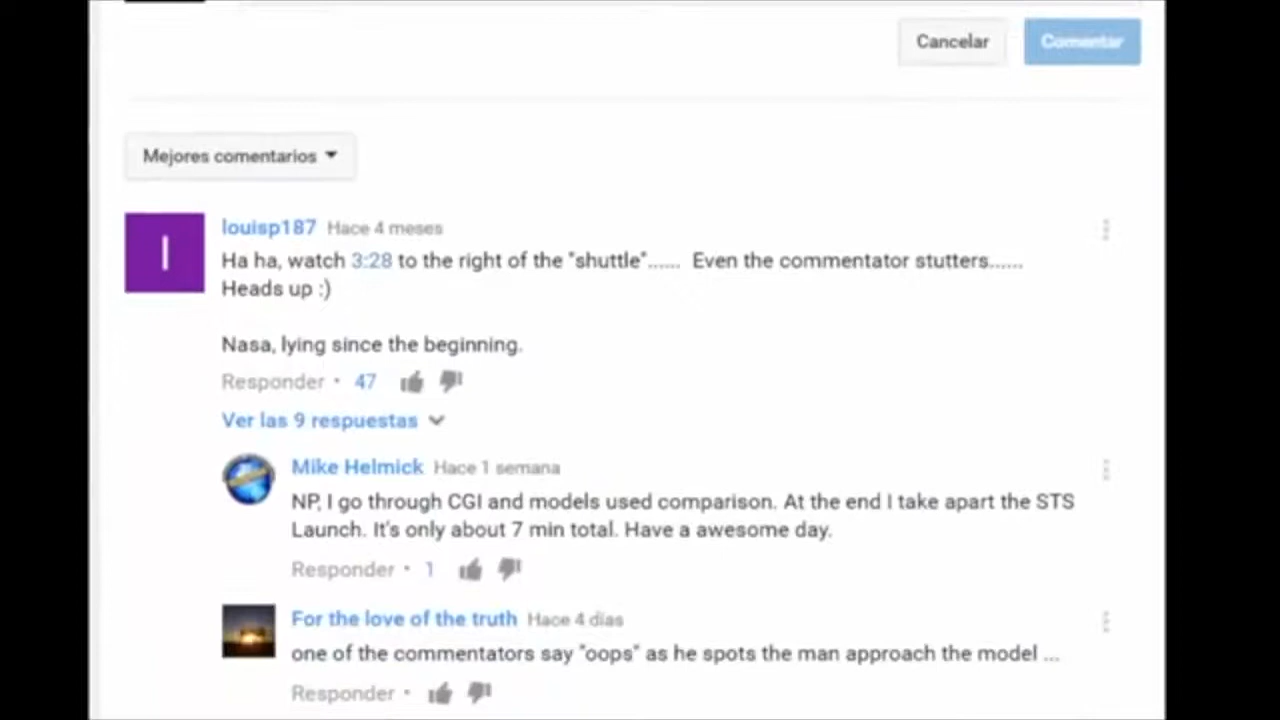 Cancelar
Comentar
Mejores comentarios
l
louisp187 Hace 4 meses
Ha ha, watch 3:28 to the right of the "shuttle"...... Even the commentator stutters......
Heads up :)
Nasa, lying since the beginning.
Responder • 47
Ver las 9 respuestas
Mike Helmick Hace 1 semana
NP, I go through CGI and models used comparison. At the end I take apart the STS
Launch. It's only about 7 min total. Have a awesome day.
Responder • 1
For the love of the truth Hace 4 días
one of the commentators say "oops" as he spots the man approach the model ...
Responder •